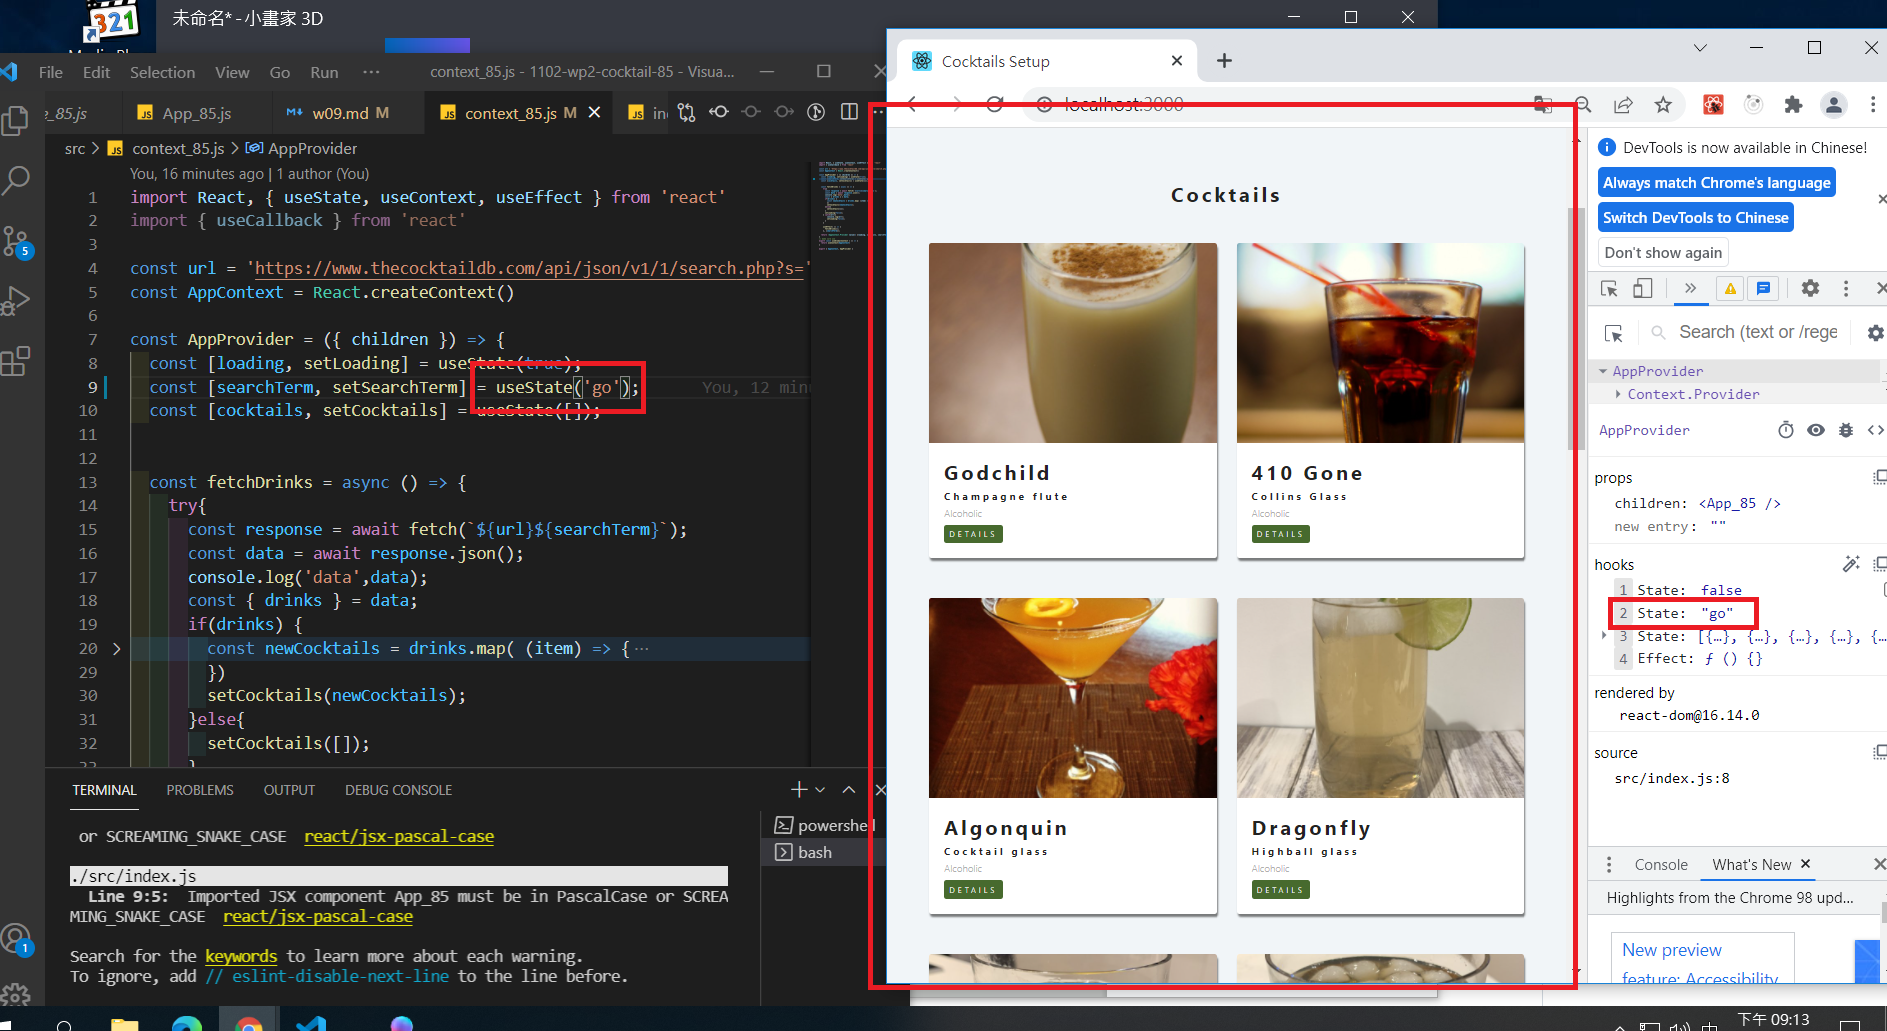 未命名* - 小畫家 3D
File Edit Selection View Go Run ···
context_85.js - 1102-wp2-cocktail-85 - Visua...
e_85.js
App_85.js
w09.md M
context_85.js M
src > context_85.js > AppProvider
You, 16 minutes ago | 1 author (You)
1 import React, { useState, useContext, useEffect } from 'react'
2 import { useCallback } from 'react'
3
4 const url = 'https://www.thecocktaildb.com/api/json/v1/1/search.php?s='
5 const AppContext = React.createContext()
6
7 const AppProvider = ({ children }) => {
8 const [loading, setLoading] = useState(true);
9 const [searchTerm, setSearchTerm] = useState('go'); You, 12 minu
10 const [cocktails, setCocktails] = useState([]);
11
12
13 const fetchDrinks = async () => {
14 try{
15 const response = await fetch(`${url}${searchTerm}`);
16 const data = await response.json();
17 console.log('data',data);
18 const { drinks } = data;
19 if(drinks) {
20 const newCocktails = drinks.map( (item) => {···
29 })
30 setCocktails(newCocktails);
31 }else{
32 setCocktails([]);
33 }
5
1
TERMINAL PROBLEMS OUTPUT DEBUG CONSOLE
or SCREAMING_SNAKE_CASE react/jsx-pascal-case
./src/index.js
Line 9:5: Imported JSX component App_85 must be in PascalCase or SCREA
MING_SNAKE_CASE react/jsx-pascal-case
Search for the keywords to learn more about each warning.
To ignore, add // eslint-disable-next-line to the line before.
powershell
bash
Cocktails Setup
localhost:3000
Cocktails
Godchild
Champagne flute
Alcoholic
DETAILS
410 Gone
Collins Glass
Alcoholic
DETAILS
Algonquin
Cocktail glass
Alcoholic
DETAILS
Dragonfly
Highball glass
Alcoholic
DETAILS
DevTools is now available in Chinese!
Always match Chrome's language
Switch DevTools to Chinese
Don't show again
Search (text or /rege
AppProvider
Context.Provider
AppProvider
props
children: <App_85 />
new entry: ""
hooks
1 State: false
2 State: "go"
3 State: [{…}, {…}, {…}, {…}, {…
4 Effect: ƒ () {}
rendered by
react-dom@16.14.0
source
src/index.js:8
Console What's New
Highlights from the Chrome 98 upd...
New preview
feature: Accessibility
下午 09:13